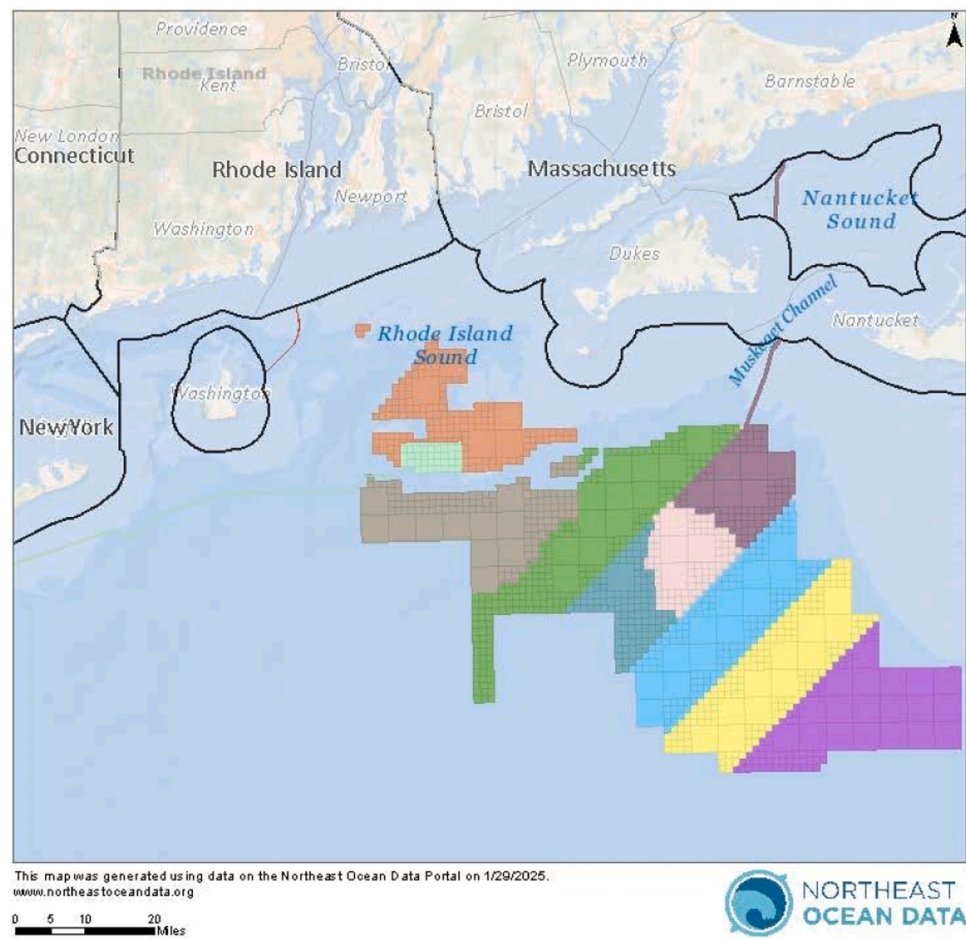 N
Providence
Plymouth
Bristol
Barnstable
Rhode Island
Kent
Bristol
New London
Connecticut
Rhode Island
Massachusetts
Newport
Nantucket
Sound
Washington
Dukes
Muskeget Channel
Nantucket
Rhode Island
Sound
Washington
New York
This map was generated using data on the Northeast Ocean Data Portal on 1/29/2025.
www.northeastoceandata.org
0 5 10 20
Miles
NORTHEAST
OCEAN DATA